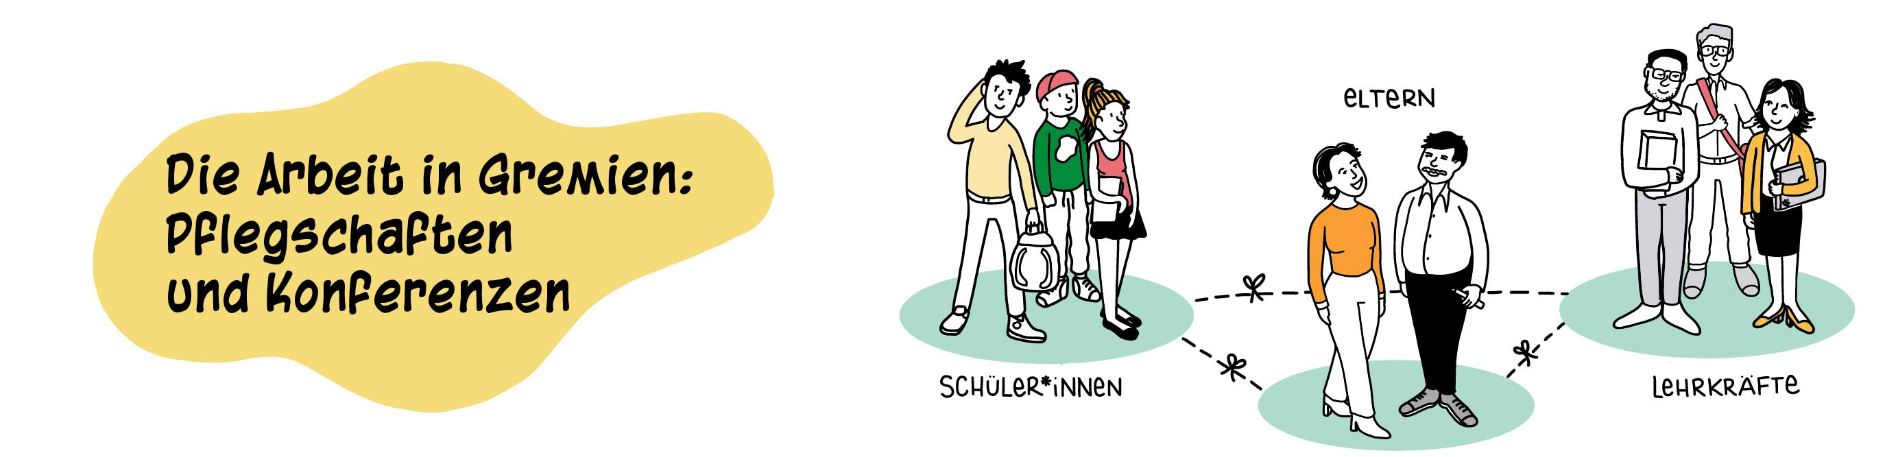 Die Arbeit in Gremien:
Pflegschaften
und Konferenzen
ELTERN
SCHÜLER*iNNEN
LEHRKRÄFTE